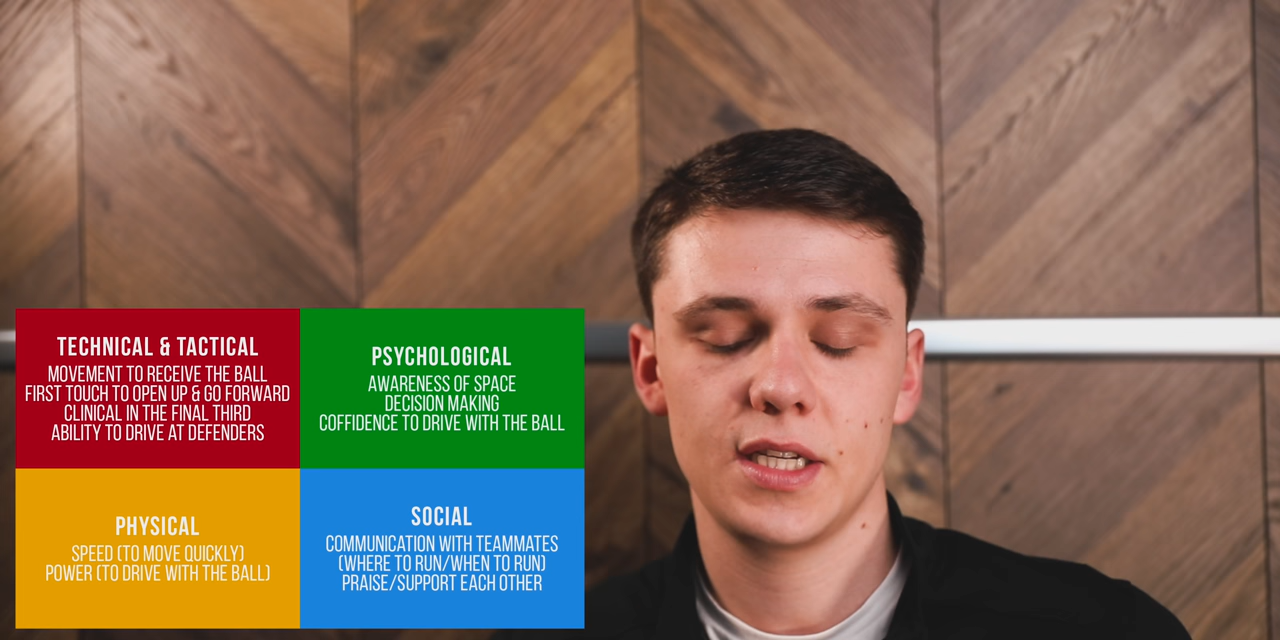 TECHNICAL & TACTICAL
MOVEMENT TO RECEIVE THE BALL
FIRST TOUCH TO OPEN UP & GO FORWARD
CLINICAL IN THE FINAL THIRD
ABILITY TO DRIVE AT DEFENDERS
PSYCHOLOGICAL
AWARENESS OF SPACE
DECISION MAKING
COFFIDENCE TO DRIVE WITH THE BALL
PHYSICAL
SPEED (TO MOVE QUICKLY)
POWER (TO DRIVE WITH THE BALL)
SOCIAL
COMMUNICATION WITH TEAMMATES
(WHERE TO RUN/WHEN TO RUN)
PRAISE/SUPPORT EACH OTHER